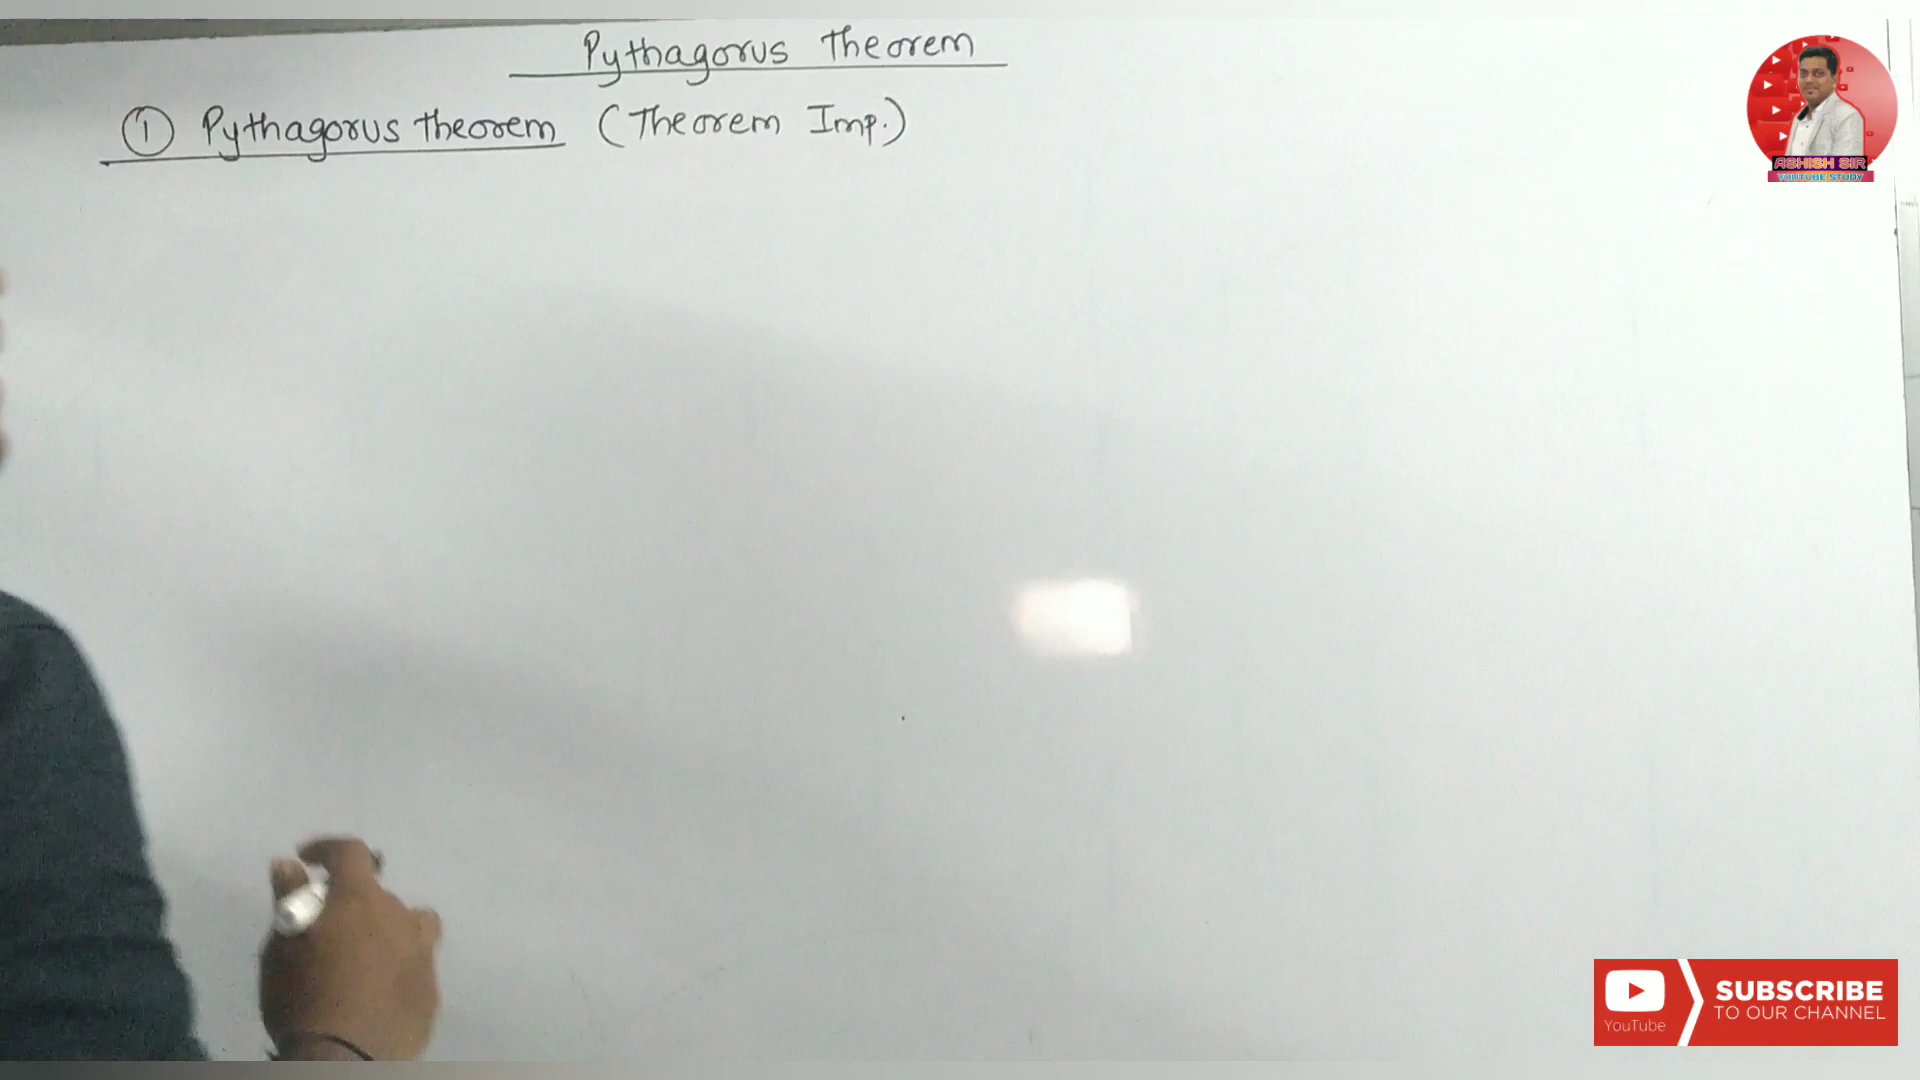 Pythagorus Theorem
① Pythagorus Theorem (Theorem Imp.)
ASHISH SIR
YOUTUBE STUDY
SUBSCRIBE
TO OUR CHANNEL
YouTube